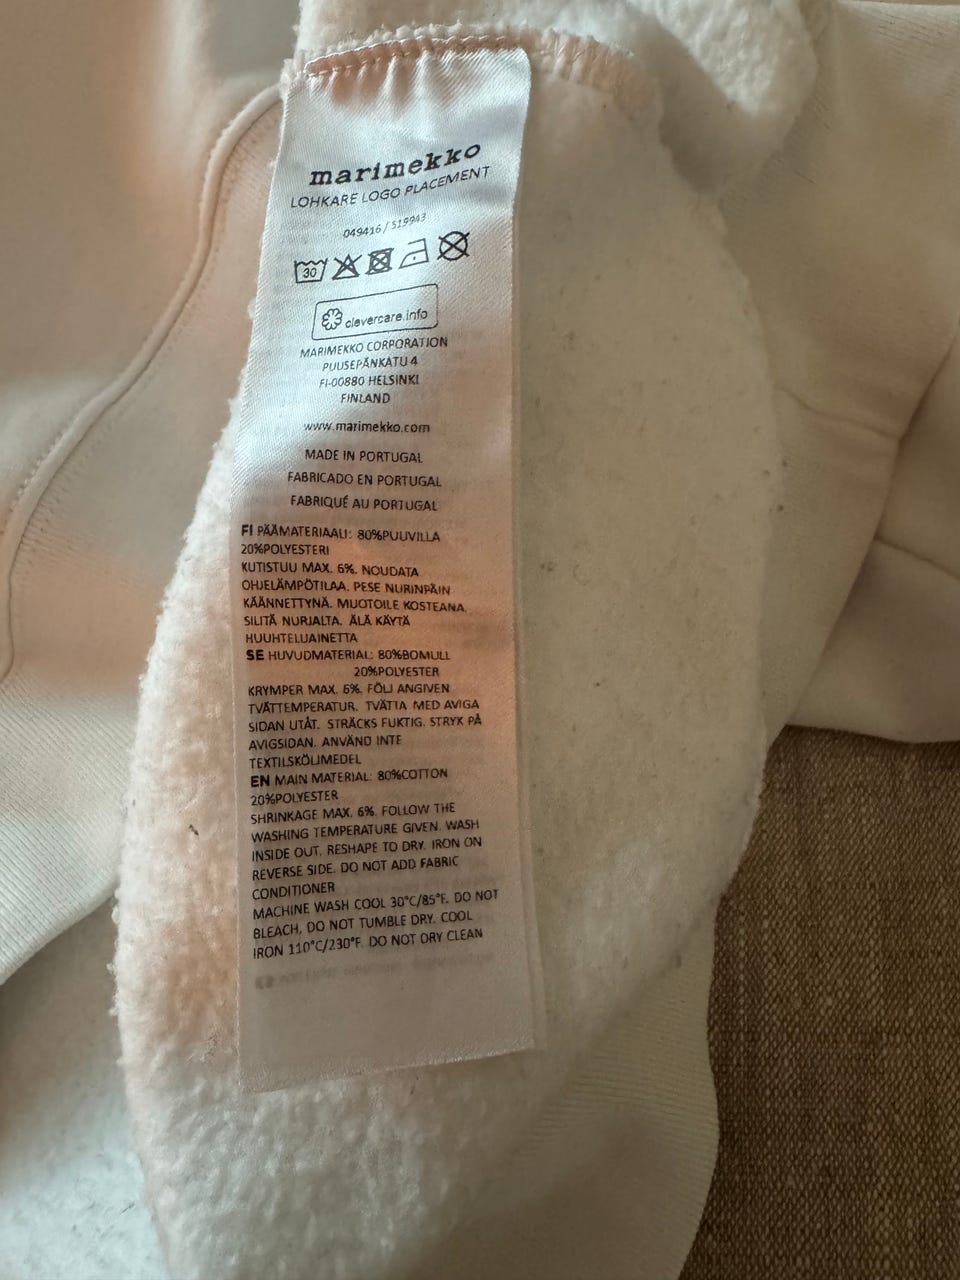 marimekko
LOHKARE LOGO PLACEMENT
049416 / 519943
30
clevercare.info
MARIMEKKO CORPORATION
PUUSEPÄNKATU 4
FI-00880 HELSINKI
FINLAND
www.marimekko.com
MADE IN PORTUGAL
FABRICADO EN PORTUGAL
FABRIQUÉ AU PORTUGAL
FI PÄÄMATERIAALI: 80%PUUVILLA
20%POLYESTERI
KUTISTUU MAX. 6%. NOUDATA
OHJELÄMPÖTILAA. PESE NURINPÄIN
KÄÄNNETTYNÄ. MUOTOILE KOSTEANA.
SILITÄ NURJALTA. ÄLÄ KÄYTÄ
HUUHTELUAINETTA
SE HUVUDMATERIAL: 80%BOMULL
20%POLYESTER
KRYMPER MAX. 6%. FÖLJ ANGIVEN
TVÄTTEMPERATUR. TVÄTTA MED AVIGA
SIDAN UTÅT. STRÄCKS FUKTIG. STRYK PÅ
AVIGSIDAN. ANVÄND INTE
TEXTILSKÖLJMEDEL
EN MAIN MATERIAL: 80%COTTON
20%POLYESTER
SHRINKAGE MAX. 6%. FOLLOW THE
WASHING TEMPERATURE GIVEN. WASH
INSIDE OUT. RESHAPE TO DRY. IRON ON
REVERSE SIDE. DO NOT ADD FABRIC
CONDITIONER
MACHINE WASH COOL 30°C/85°F. DO NOT
BLEACH, DO NOT TUMBLE DRY. COOL
IRON 110°C/230°F. DO NOT DRY CLEAN